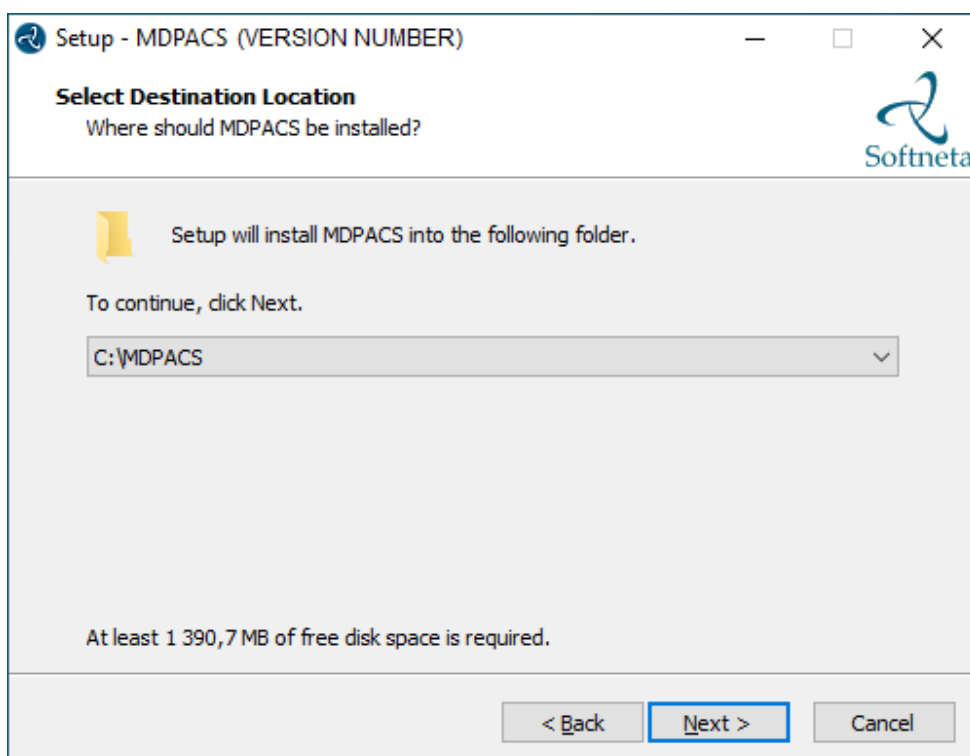 Setup - MDPACS (VERSION NUMBER)
Select Destination Location
Where should MDPACS be installed?
Softneta
Setup will install MDPACS into the following folder.
To continue, click Next.
C:\MDPACS
At least 1 390,7 MB of free disk space is required.
< Back Next > Cancel